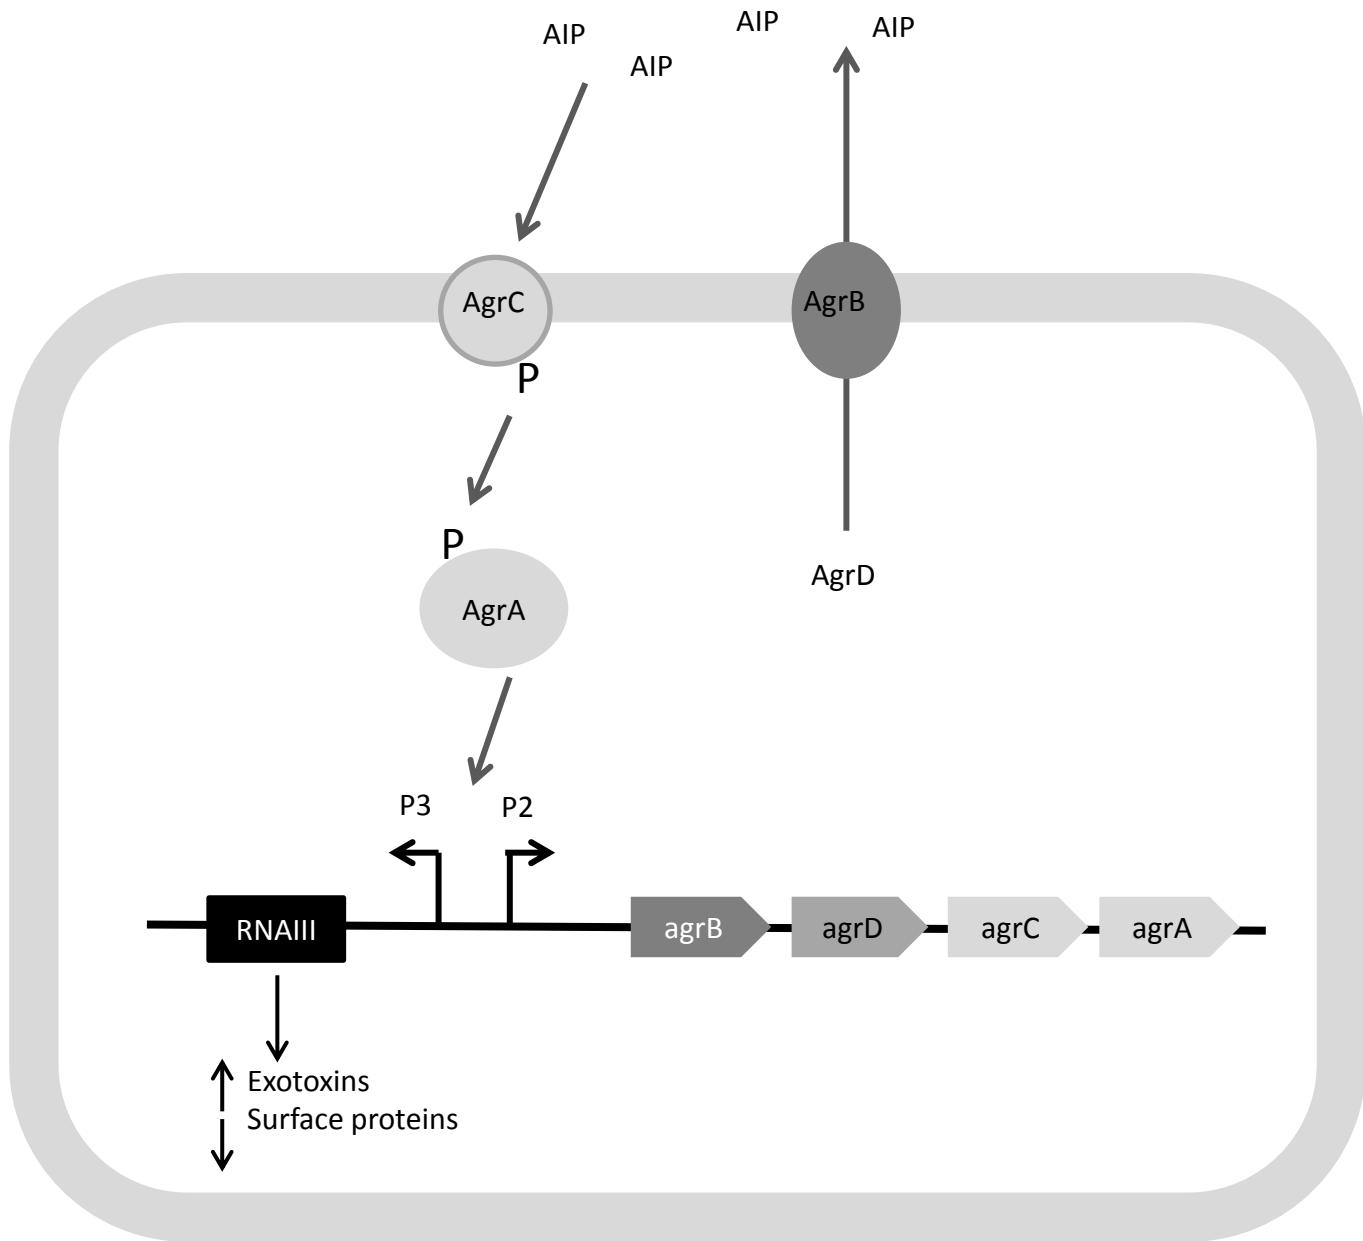 AIP
AIP
AIP
AIP
AgrC
AgrB
P
P
AgrA
AgrD
P3
P2
RNAIII
agrB
agrD
agrC
agrA
Exotoxins
Surface proteins